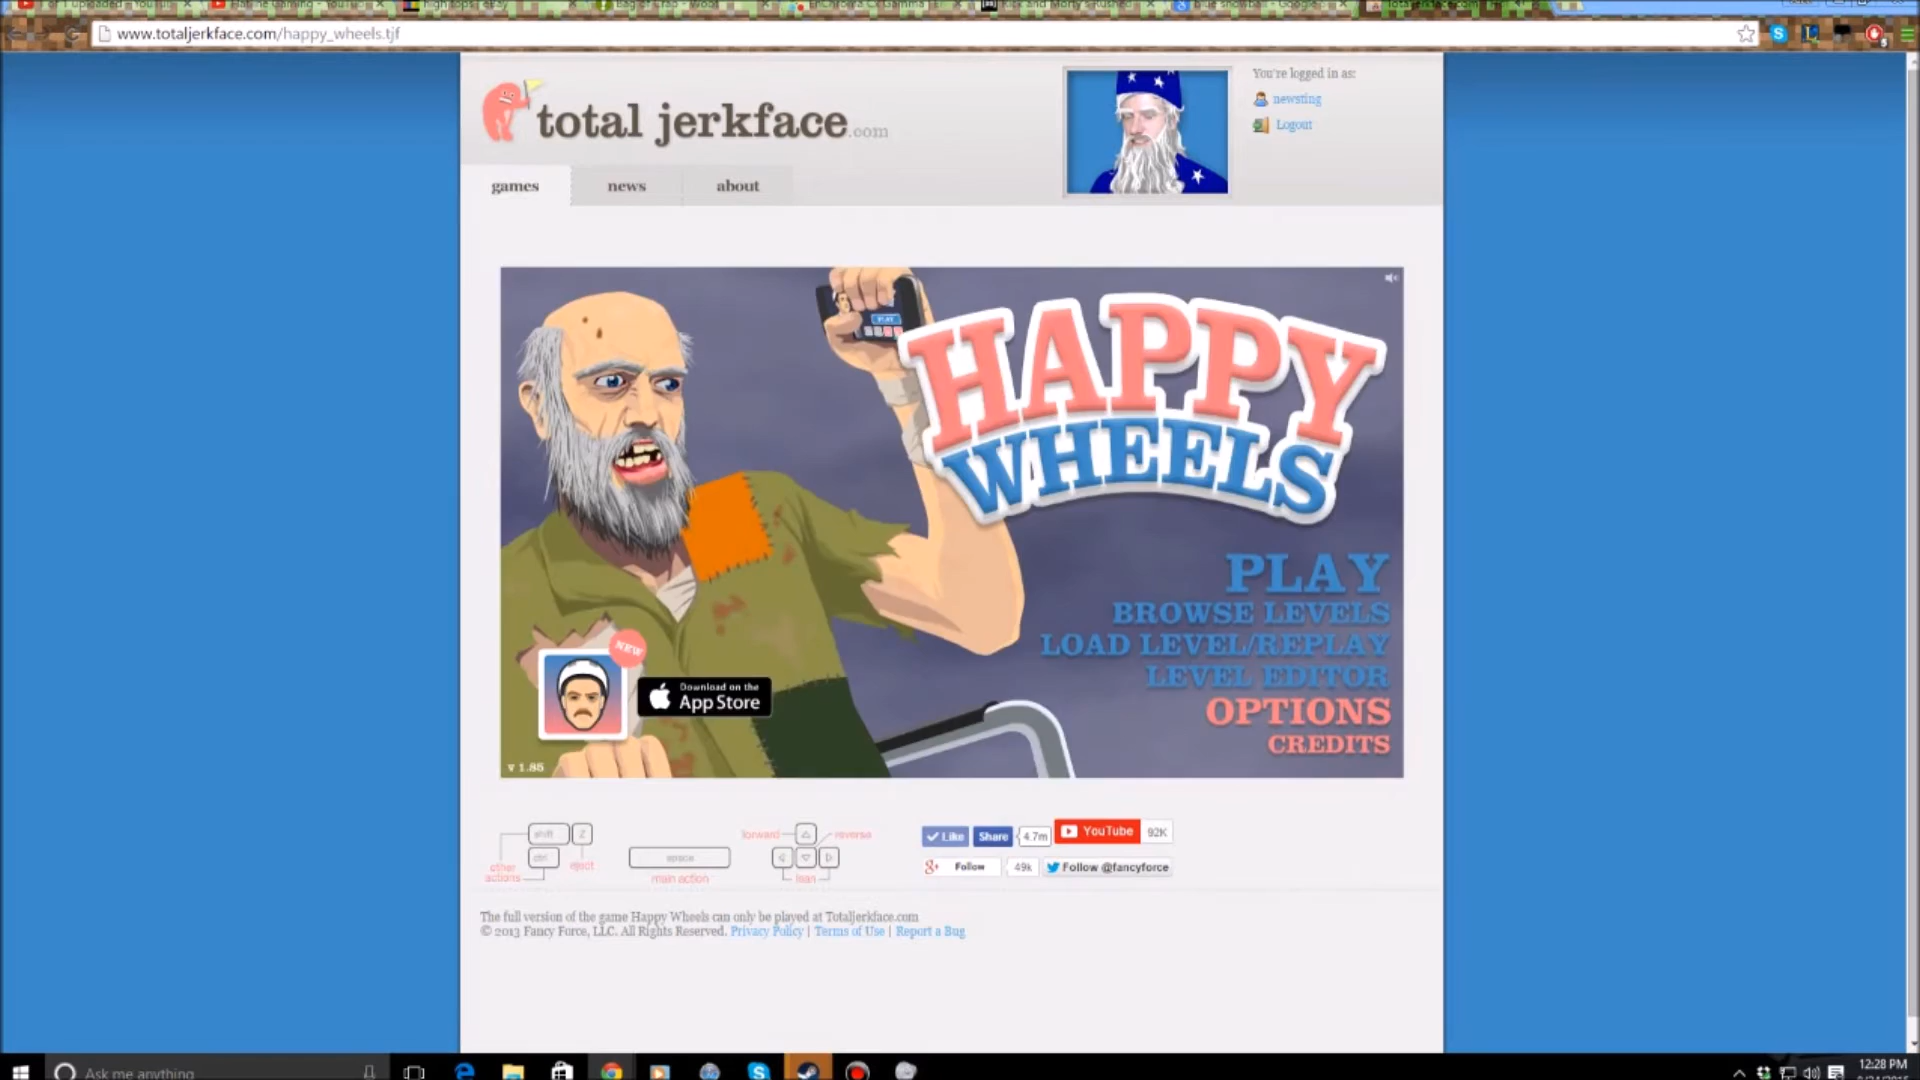 www.totaljerkface.com/happy_wheels.tjf
total jerkface.com
You're logged in as:
newsting
Logout
games
news
about
PLAY
HAPPY
WHEELS
PLAY
BROWSE LEVELS
LOAD LEVEL/REPLAY
LEVEL EDITOR
OPTIONS
CREDITS
NEW
Download on the
App Store
v 1.85
shift
Z
ctrl
other
actions
eject
space
main action
forward
reverse
lean
Like
Share
4.7m
YouTube
92K
Follow
49k
Follow @fancyforce
The full version of the game Happy Wheels can only be played at Totaljerkface.com
© 2013 Fancy Force, LLC. All Rights Reserved. Privacy Policy | Terms of Use | Report a Bug
Ask me anything
12:28 PM